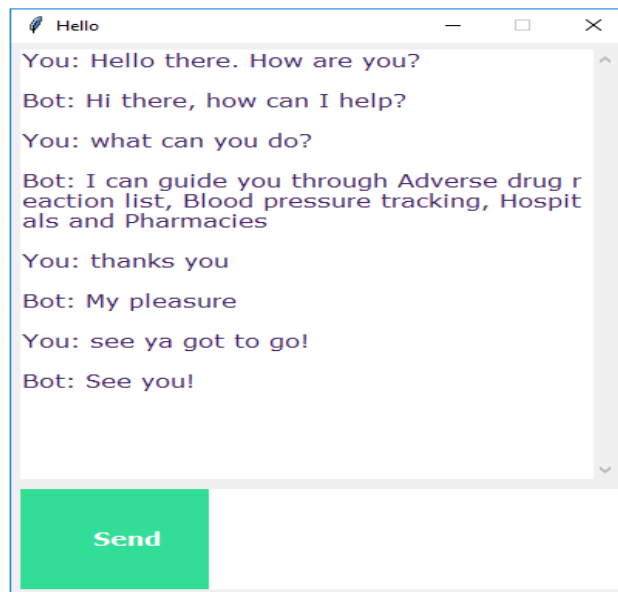 Hello
You: Hello there. How are you?
Bot: Hi there, how can I help?
You: what can you do?
Bot: I can guide you through Adverse drug r
eaction list, Blood pressure tracking, Hospit
als and Pharmacies
You: thanks you
Bot: My pleasure
You: see ya got to go!
Bot: See you!
Send